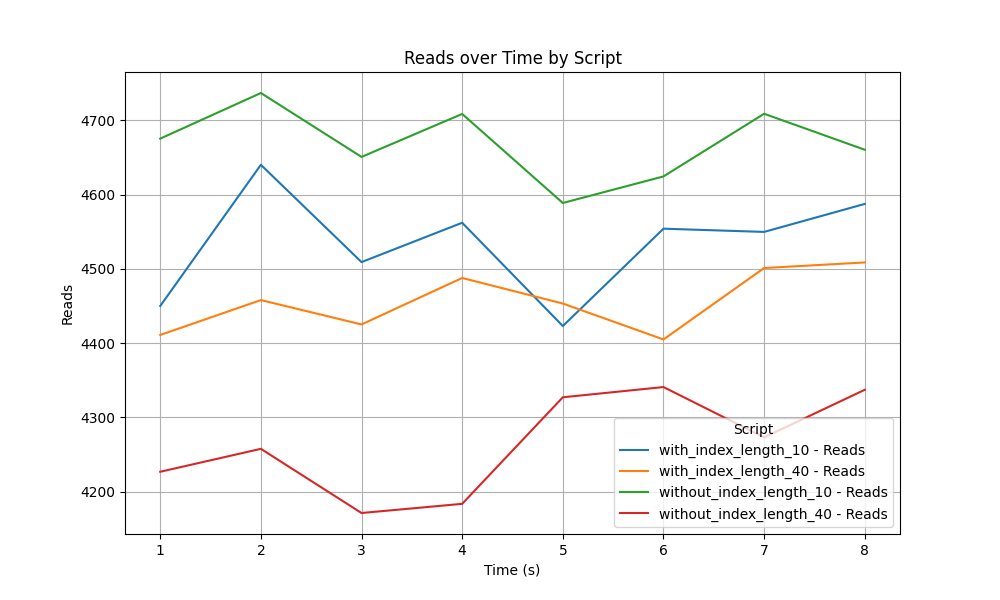 Reads over Time by Script
Reads
4700
4600
4500
4400
4300
4200
Script
with_index_length_10 - Reads
with_index_length_40 - Reads
without_index_length_10 - Reads
without_index_length_40 - Reads
1 2 3 4 5 6 7 8
Time (s)